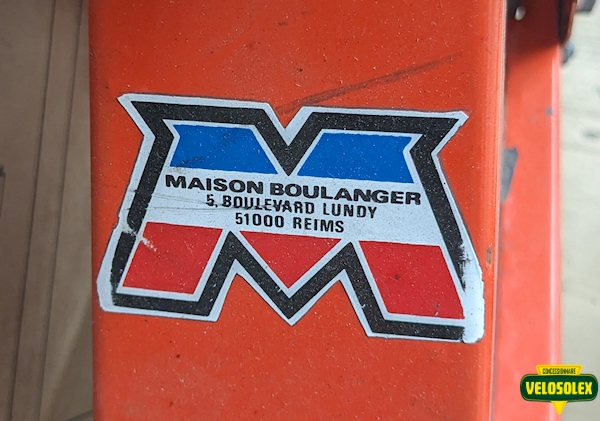 MAISON BOULANGER
5, BOULEVARD LUNDY
51000 REIMS
CONCESSIONNAIRE
VELOSOLEX